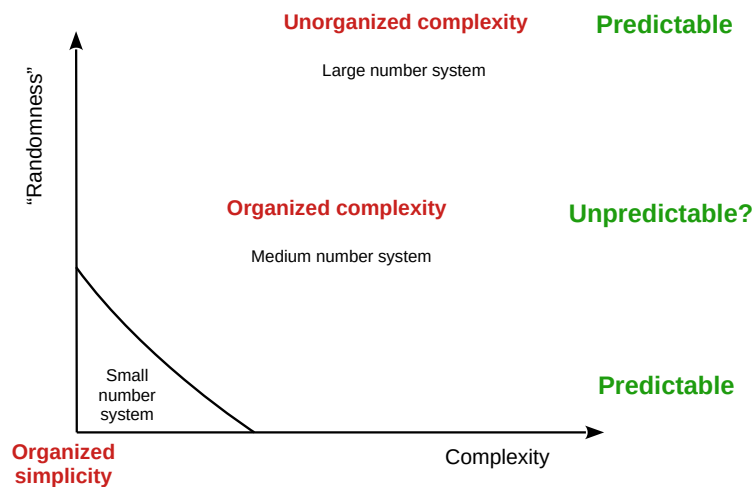 Unorganized complexity
Predictable
Large number system
“Randomness”
Organized complexity
Unpredictable?
Medium number system
Small
number
system
Predictable
Organized
simplicity
Complexity